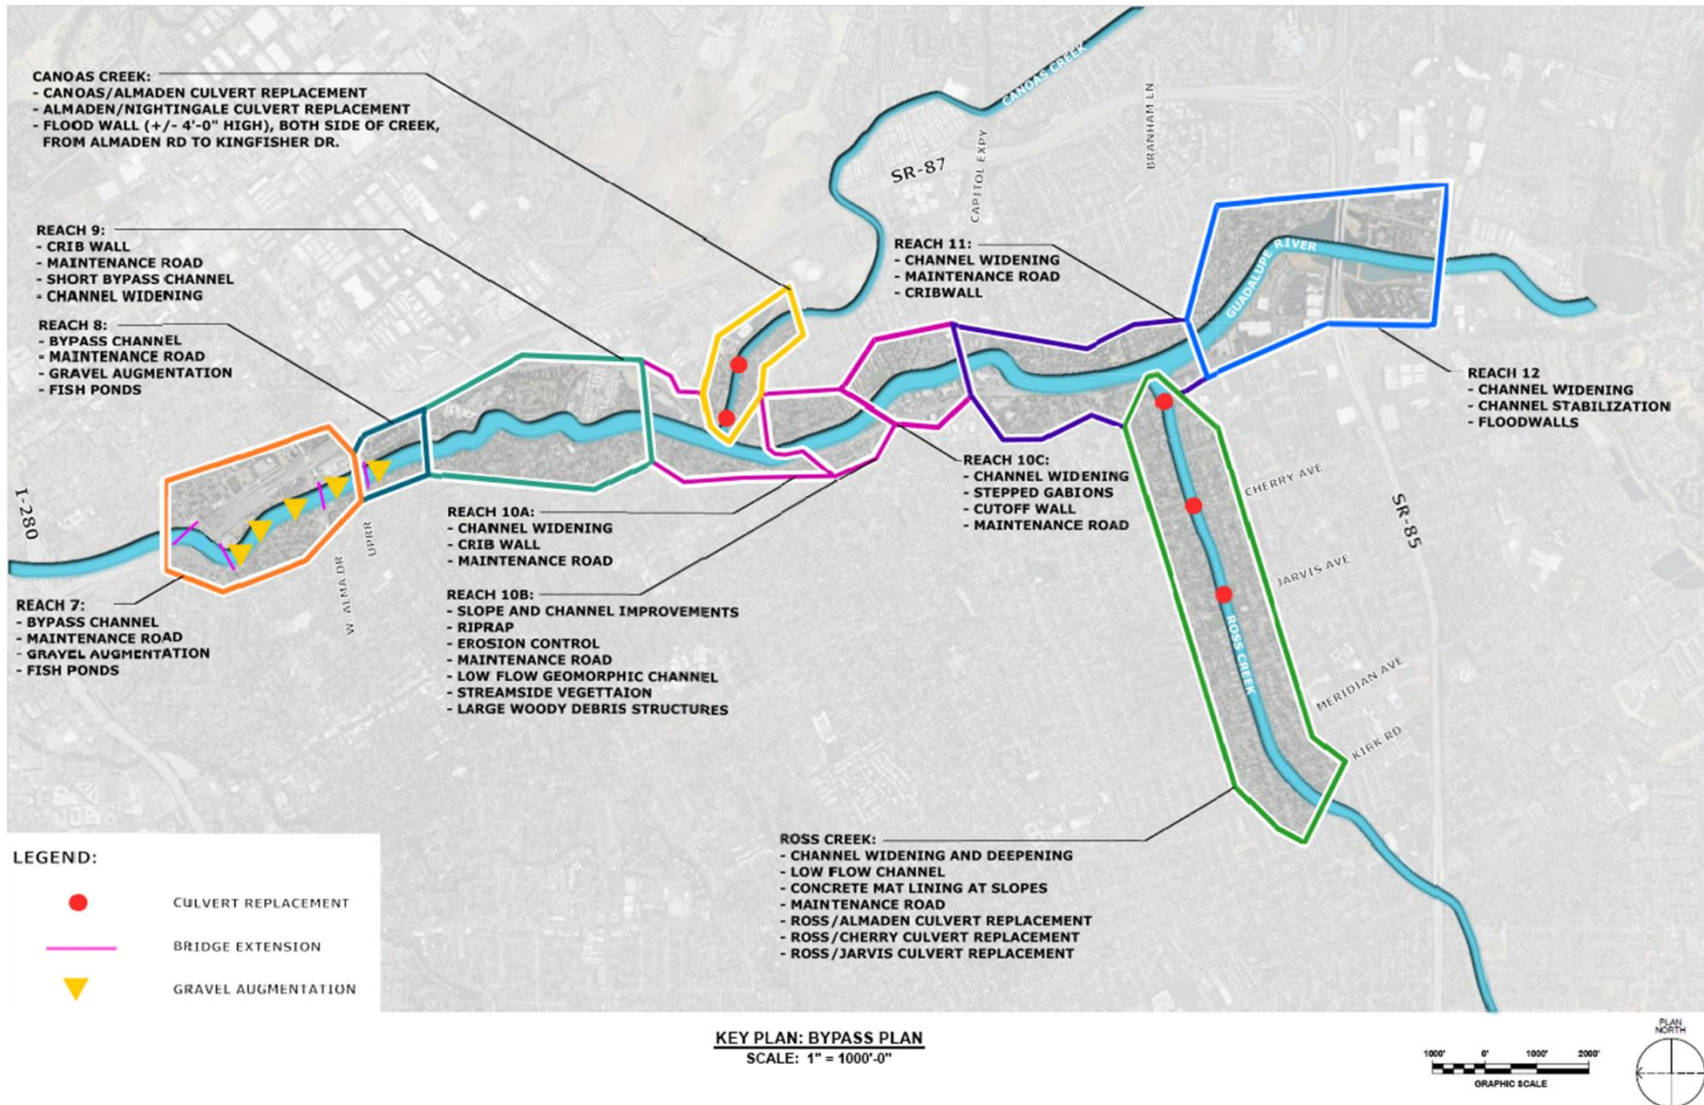 CANOAS CREEK:
- CANOAS/ALMADEN CULVERT REPLACEMENT
- ALMADEN/NIGHTINGALE CULVERT REPLACEMENT
- FLOOD WALL (+/- 4'-0" HIGH), BOTH SIDE OF CREEK,
FROM ALMADEN RD TO KINGFISHER DR.
CANOAS CREEK
SR-87
CAPITOL EXPY
BRANHAM LN
REACH 9:
- CRIB WALL
- MAINTENANCE ROAD
- SHORT BYPASS CHANNEL
- CHANNEL WIDENING
REACH 11:
- CHANNEL WIDENING
- MAINTENANCE ROAD
- CRIBWALL
GUADALUPE RIVER
REACH 8:
- BYPASS CHANNEL
- MAINTENANCE ROAD
- GRAVEL AUGMENTATION
- FISH PONDS
REACH 12
- CHANNEL WIDENING
- CHANNEL STABILIZATION
- FLOODWALLS
I-280
REACH 10C:
- CHANNEL WIDENING
- STEPPED GABIONS
- CUTOFF WALL
- MAINTENANCE ROAD
CHERRY AVE
SR-85
REACH 10A:
- CHANNEL WIDENING
- CRIB WALL
- MAINTENANCE ROAD
UPRR
W ALMA DR
JARVIS AVE
REACH 7:
- BYPASS CHANNEL
- MAINTENANCE ROAD
- GRAVEL AUGMENTATION
- FISH PONDS
REACH 10B:
- SLOPE AND CHANNEL IMPROVEMENTS
- RIPRAP
- EROSION CONTROL
- MAINTENANCE ROAD
- LOW FLOW GEOMORPHIC CHANNEL
- STREAMSIDE VEGETTAION
- LARGE WOODY DEBRIS STRUCTURES
ROSS CREEK
MERIDIAN AVE
KIRK RD
ROSS CREEK:
- CHANNEL WIDENING AND DEEPENING
- LOW FLOW CHANNEL
- CONCRETE MAT LINING AT SLOPES
- MAINTENANCE ROAD
- ROSS/ALMADEN CULVERT REPLACEMENT
- ROSS/CHERRY CULVERT REPLACEMENT
- ROSS/JARVIS CULVERT REPLACEMENT
LEGEND:
CULVERT REPLACEMENT
BRIDGE EXTENSION
GRAVEL AUGMENTATION
KEY PLAN: BYPASS PLAN
SCALE: 1" = 1000'-0"
1000' 0' 1000' 2000'
GRAPHIC SCALE
PLAN
NORTH